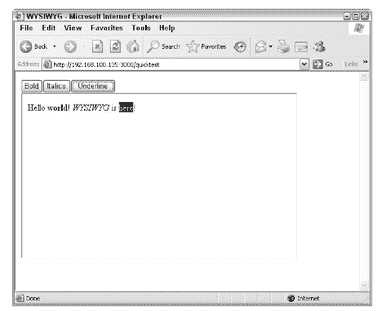 WYSIWYG - Microsoft Internet Explorer
File Edit View Favorites Tools Help
Back Search Favorites
Address http://192.168.100.135:3000/quicktest Go Links »
Bold Italics Underline
Hello world! WYSIWYG is here
Done Internet